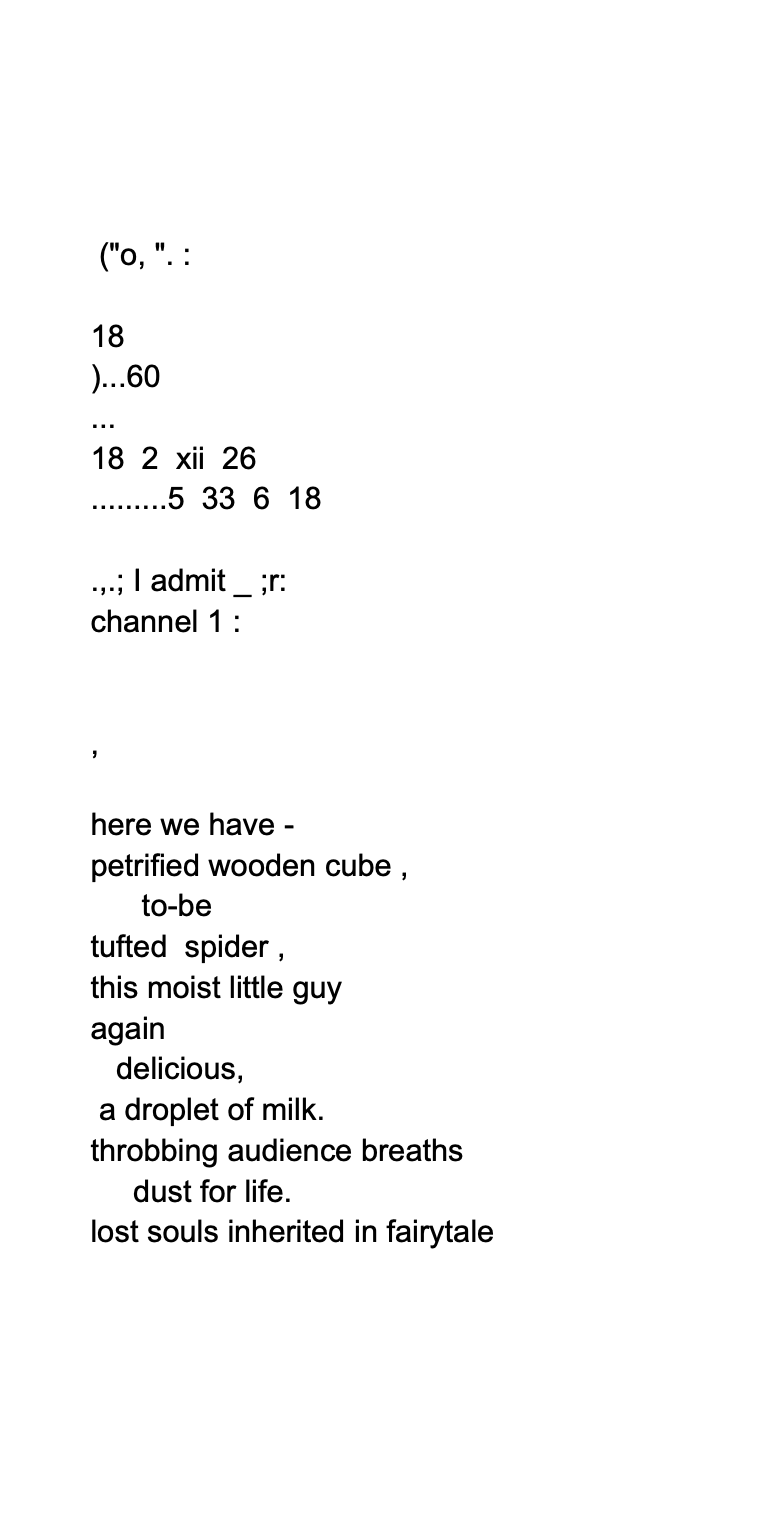 ("o, ". :
18
)...60
...
18  2  xii  26
.........5  33  6  18
.,.; I admit _ ;r:
channel 1 :
,
here we have -
petrified wooden cube ,
to-be
tufted  spider ,
this moist little guy
again
delicious,
a droplet of milk.
throbbing audience breaths
dust for life.
lost souls inherited in fairytale